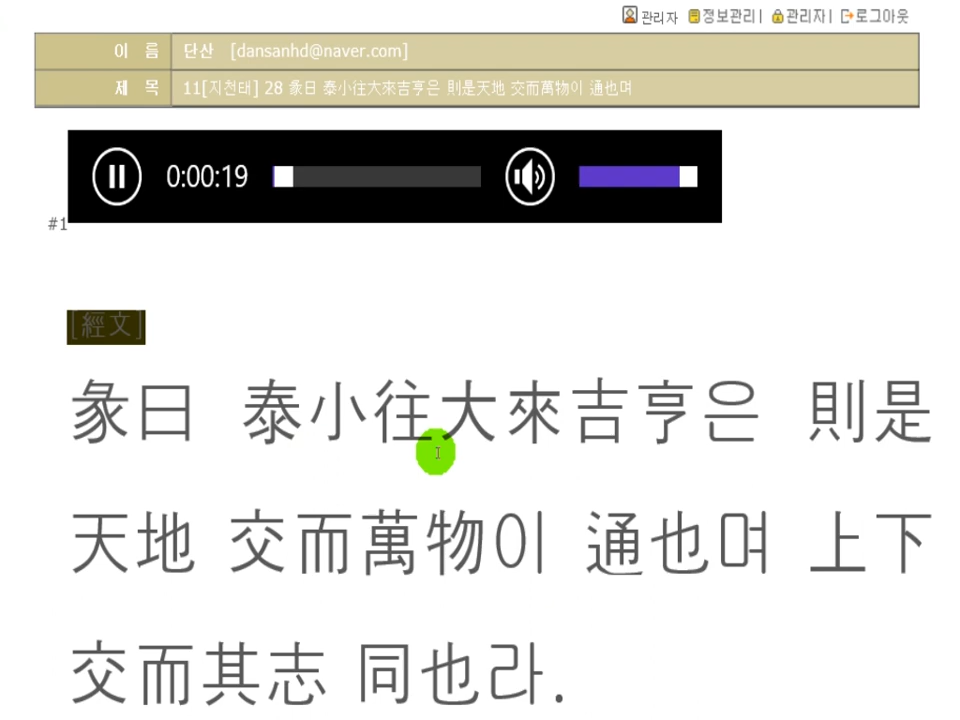 관리자 정보관리| 관리자| 로그아웃
이 름 단산 [dansanhd@naver.com]
제 목 11[지천태] 28 彖曰 泰小往大來吉亨은 則是天地 交而萬物이 通也며
0:00:19
#1
[經文]
彖曰 泰小往大來吉亨은 則是
天地 交而萬物이 通也며 上下
交而其志 同也라.